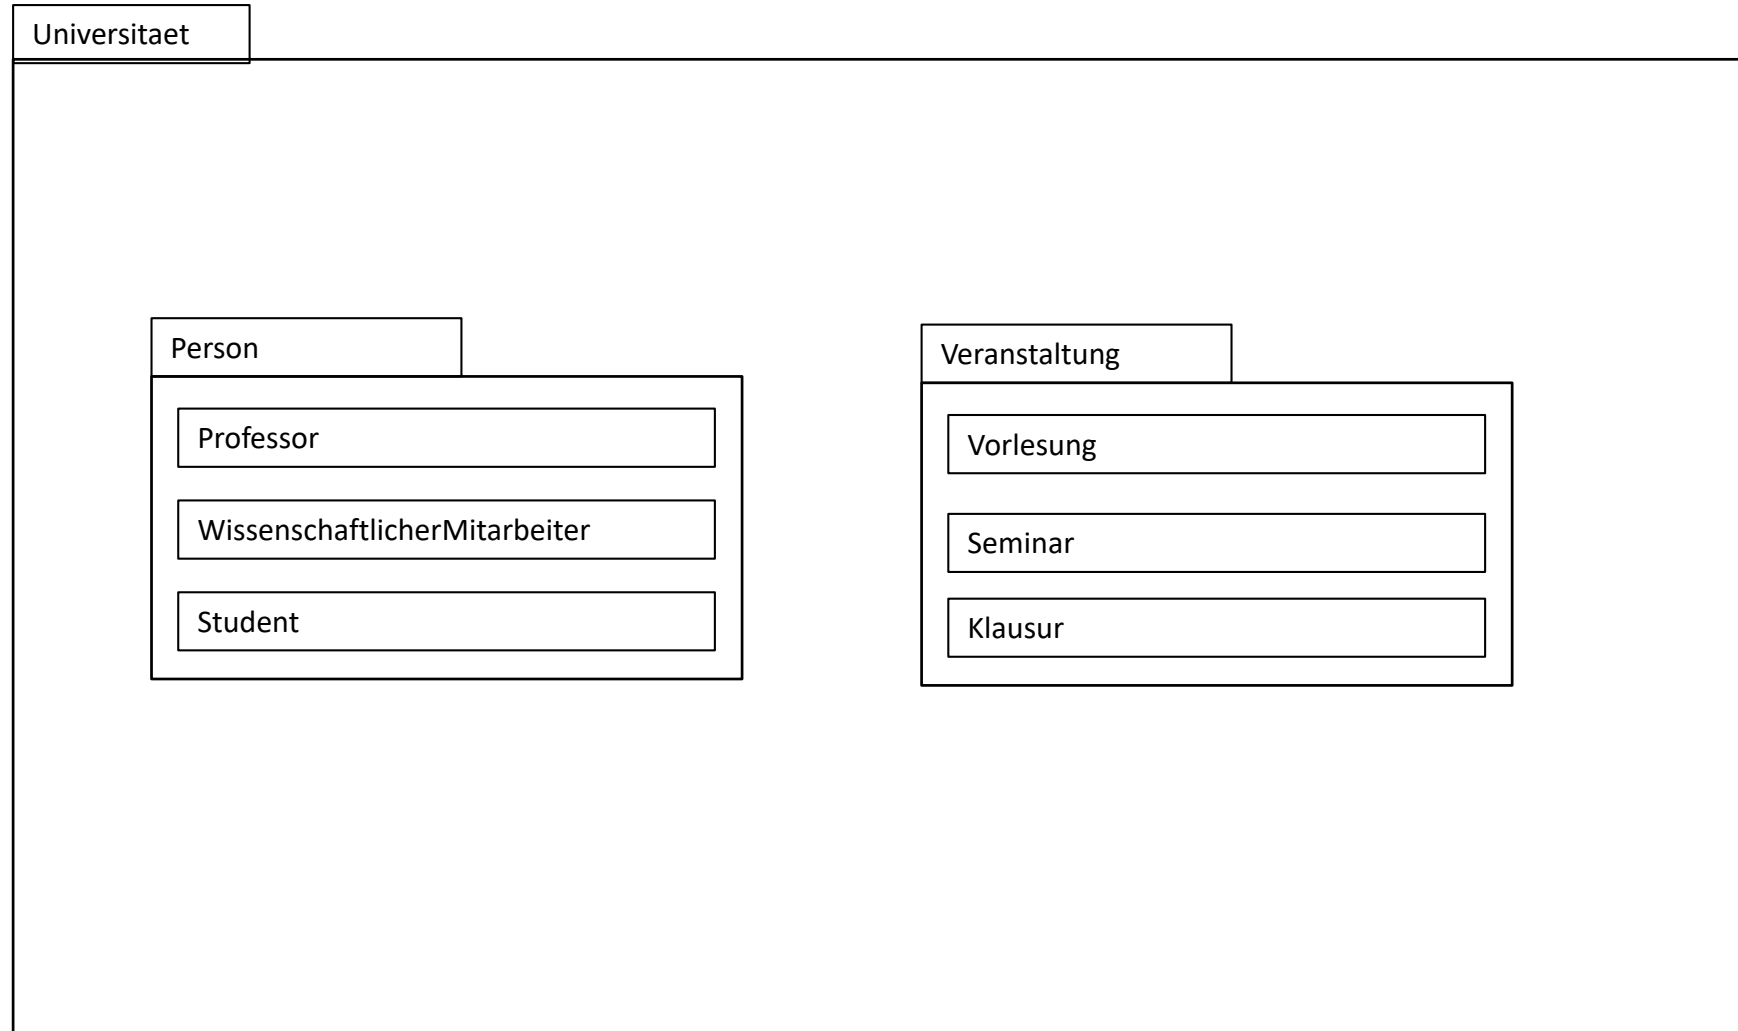 Universitaet
Person
Professor
WissenschaftlicherMitarbeiter
Student
Veranstaltung
Vorlesung
Seminar
Klausur